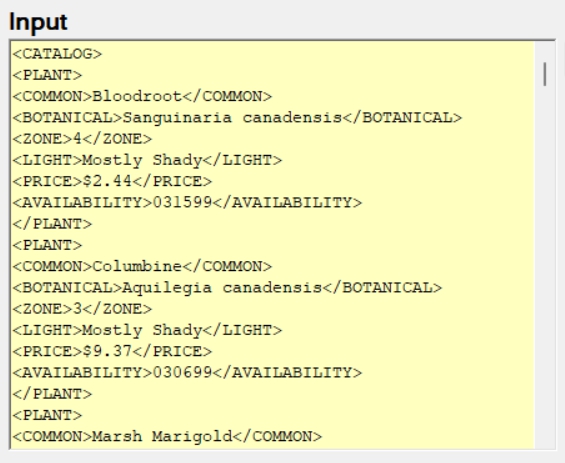 Input
<CATALOG>
<PLANT>
<COMMON>Bloodroot</COMMON>
<BOTANICAL>Sanguinaria canadensis</BOTANICAL>
<ZONE>4</ZONE>
<LIGHT>Mostly Shady</LIGHT>
<PRICE>$2.44</PRICE>
<AVAILABILITY>031599</AVAILABILITY>
</PLANT>
<PLANT>
<COMMON>Columbine</COMMON>
<BOTANICAL>Aquilegia canadensis</BOTANICAL>
<ZONE>3</ZONE>
<LIGHT>Mostly Shady</LIGHT>
<PRICE>$9.37</PRICE>
<AVAILABILITY>030699</AVAILABILITY>
</PLANT>
<PLANT>
<COMMON>Marsh Marigold</COMMON>